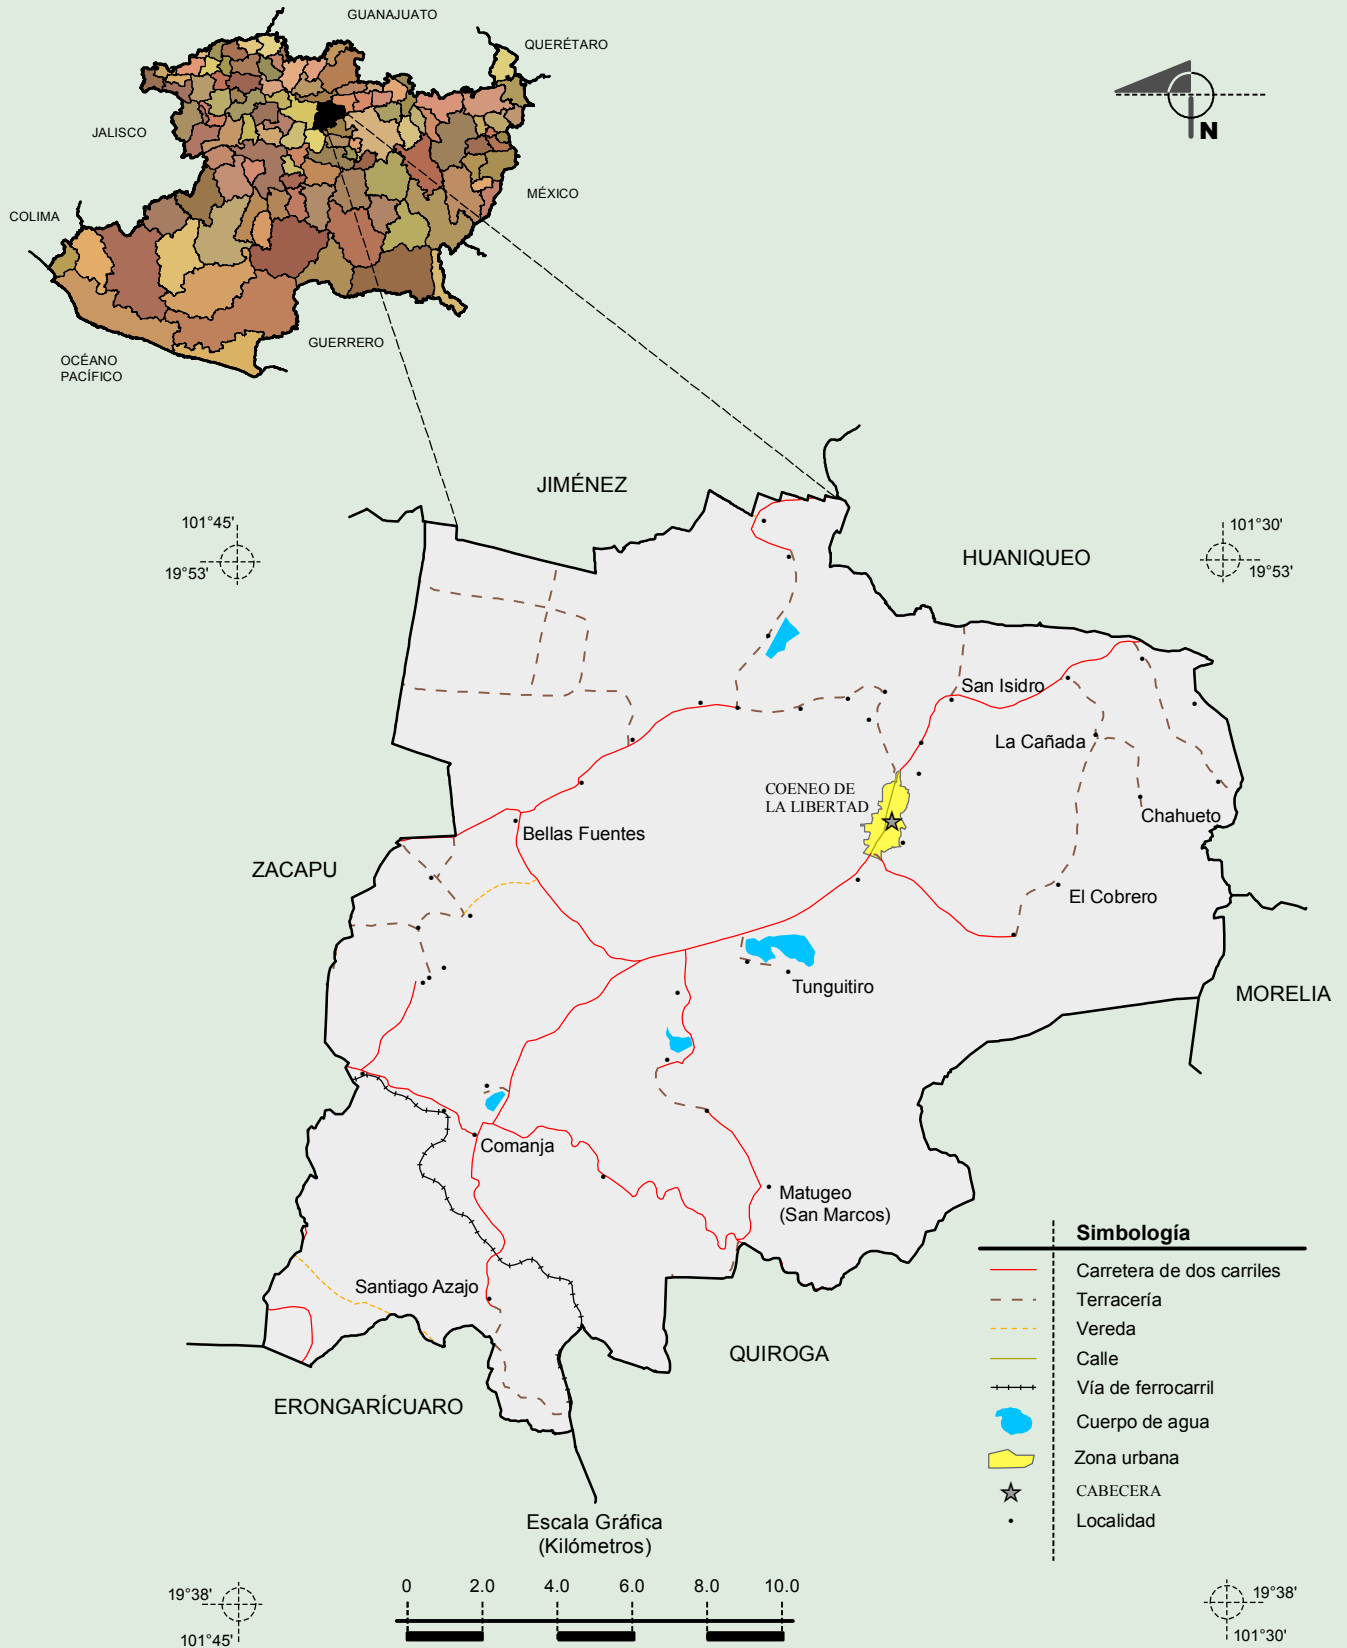 GUANAJUATO
QUERÉTARO
JALISCO
MÉXICO
COLIMA
GUERRERO
OCÉANO
PACÍFICO
N
JIMÉNEZ
101°45'
19°53'
101°30'
19°53'
HUANIQUEO
San Isidro
La Cañada
COENEO DE
LA LIBERTAD
Chahueto
Bellas Fuentes
ZACAPU
El Cobrero
Tunguitiro
MORELIA
Comanja
Matugeo
(San Marcos)
Santiago Azajo
QUIROGA
ERONGARÍCUARO
Simbología
Carretera de dos carriles
Terracería
Vereda
Calle
Vía de ferrocarril
Cuerpo de agua
Zona urbana
CABECERA
Localidad
Escala Gráfica
(Kilómetros)
0 2.0 4.0 6.0 8.0 10.0
19°38'
101°45'
19°38'
101°30'